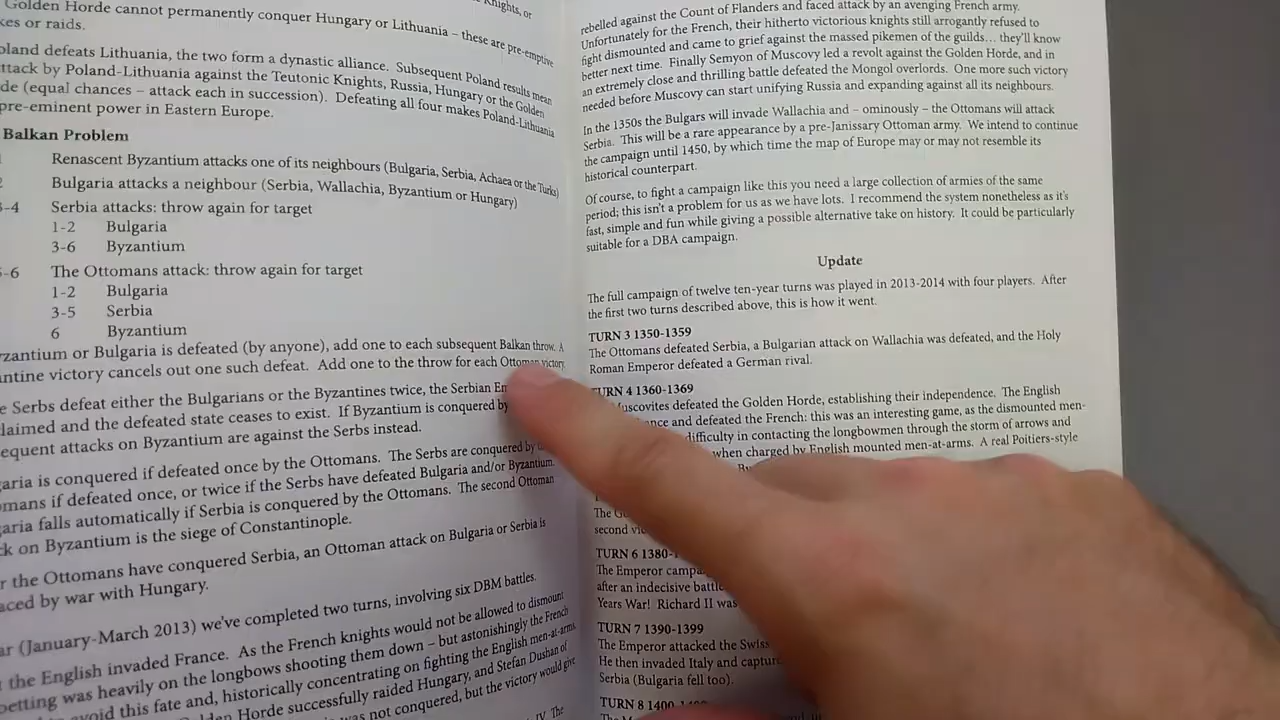 Knights, or
Golden Horde cannot permanently conquer Hungary or Lithuania – these are pre-emptive
kes or raids.
oland defeats Lithuania, the two form a dynastic alliance. Subsequent Poland results mean
ttack by Poland-Lithuania against the Teutonic Knights, Russia, Hungary or the Golden
de (equal chances – attack each in succession). Defeating all four makes Poland-Lithuania
pre-eminent power in Eastern Europe.
Balkan Problem
Renascent Byzantium attacks one of its neighbours (Bulgaria, Serbia, Achaea or the Turks)
2 Bulgaria attacks a neighbour (Serbia, Wallachia, Byzantium or Hungary)
-4 Serbia attacks: throw again for target
1-2 Bulgaria
3-6 Byzantium
-6 The Ottomans attack: throw again for target
1-2 Bulgaria
3-5 Serbia
6 Byzantium
zantium or Bulgaria is defeated (by anyone), add one to each subsequent Balkan throw. A
ntine victory cancels out one such defeat. Add one to the throw for each Ottoman victory.
e Serbs defeat either the Bulgarians or the Byzantines twice, the Serbian Em
laimed and the defeated state ceases to exist. If Byzantium is conquered by
equent attacks on Byzantium are against the Serbs instead.
aria is conquered if defeated once by the Ottomans. The Serbs are conquered by
omans if defeated once, or twice if the Serbs have defeated Bulgaria and/or Byzantium.
aria falls automatically if Serbia is conquered by the Ottomans. The second Ottoman
ck on Byzantium is the siege of Constantinople.
r the Ottomans have conquered Serbia, an Ottoman attack on Bulgaria or Serbia is
aced by war with Hungary.
ar (January-March 2013) we've completed two turns, involving six DBM battles.
the English invaded France. As the French knights would not be allowed to dismount
betting was heavily on the longbows shooting them down – but astonishingly the French
avoid this fate and, historically concentrating on fighting the English men-at-arms,
den Horde successfully raided Hungary, and Stefan Dushan of
was not conquered, but the victory would give
IV. The
rebelled against the Count of Flanders and faced attack by an avenging French army.
Unfortunately for the French, their hitherto victorious knights still arrogantly refused to
fight dismounted and came to grief against the massed pikemen of the guilds… they'll know
better next time. Finally Semyon of Muscovy led a revolt against the Golden Horde, and in
an extremely close and thrilling battle defeated the Mongol overlords. One more such victory
needed before Muscovy can start unifying Russia and expanding against all its neighbours.
In the 1350s the Bulgars will invade Wallachia and – ominously – the Ottomans will attack
Serbia. This will be a rare appearance by a pre-Janissary Ottoman army. We intend to continue
the campaign until 1450, by which time the map of Europe may or may not resemble its
historical counterpart.
Of course, to fight a campaign like this you need a large collection of armies of the same
period; this isn't a problem for us as we have lots. I recommend the system nonetheless as it's
fast, simple and fun while giving a possible alternative take on history. It could be particularly
suitable for a DBA campaign.
Update
The full campaign of twelve ten-year turns was played in 2013-2014 with four players. After
the first two turns described above, this is how it went.
TURN 3 1350-1359
The Ottomans defeated Serbia, a Bulgarian attack on Wallachia was defeated, and the Holy
Roman Emperor defeated a German rival.
TURN 4 1360-1369
Muscovites defeated the Golden Horde, establishing their independence. The English
nce and defeated the French: this was an interesting game, as the dismounted men-
difficulty in contacting the longbowmen through the storm of arrows and
when charged by English mounted men-at-arms. A real Poitiers-style
The G
second vic
TURN 6 1380-1
The Emperor campa
after an indecisive battle
Years War! Richard II was
TURN 7 1390-1399
The Emperor attacked the Swiss
He then invaded Italy and captur
Serbia (Bulgaria fell too).
TURN 8 1400-1409